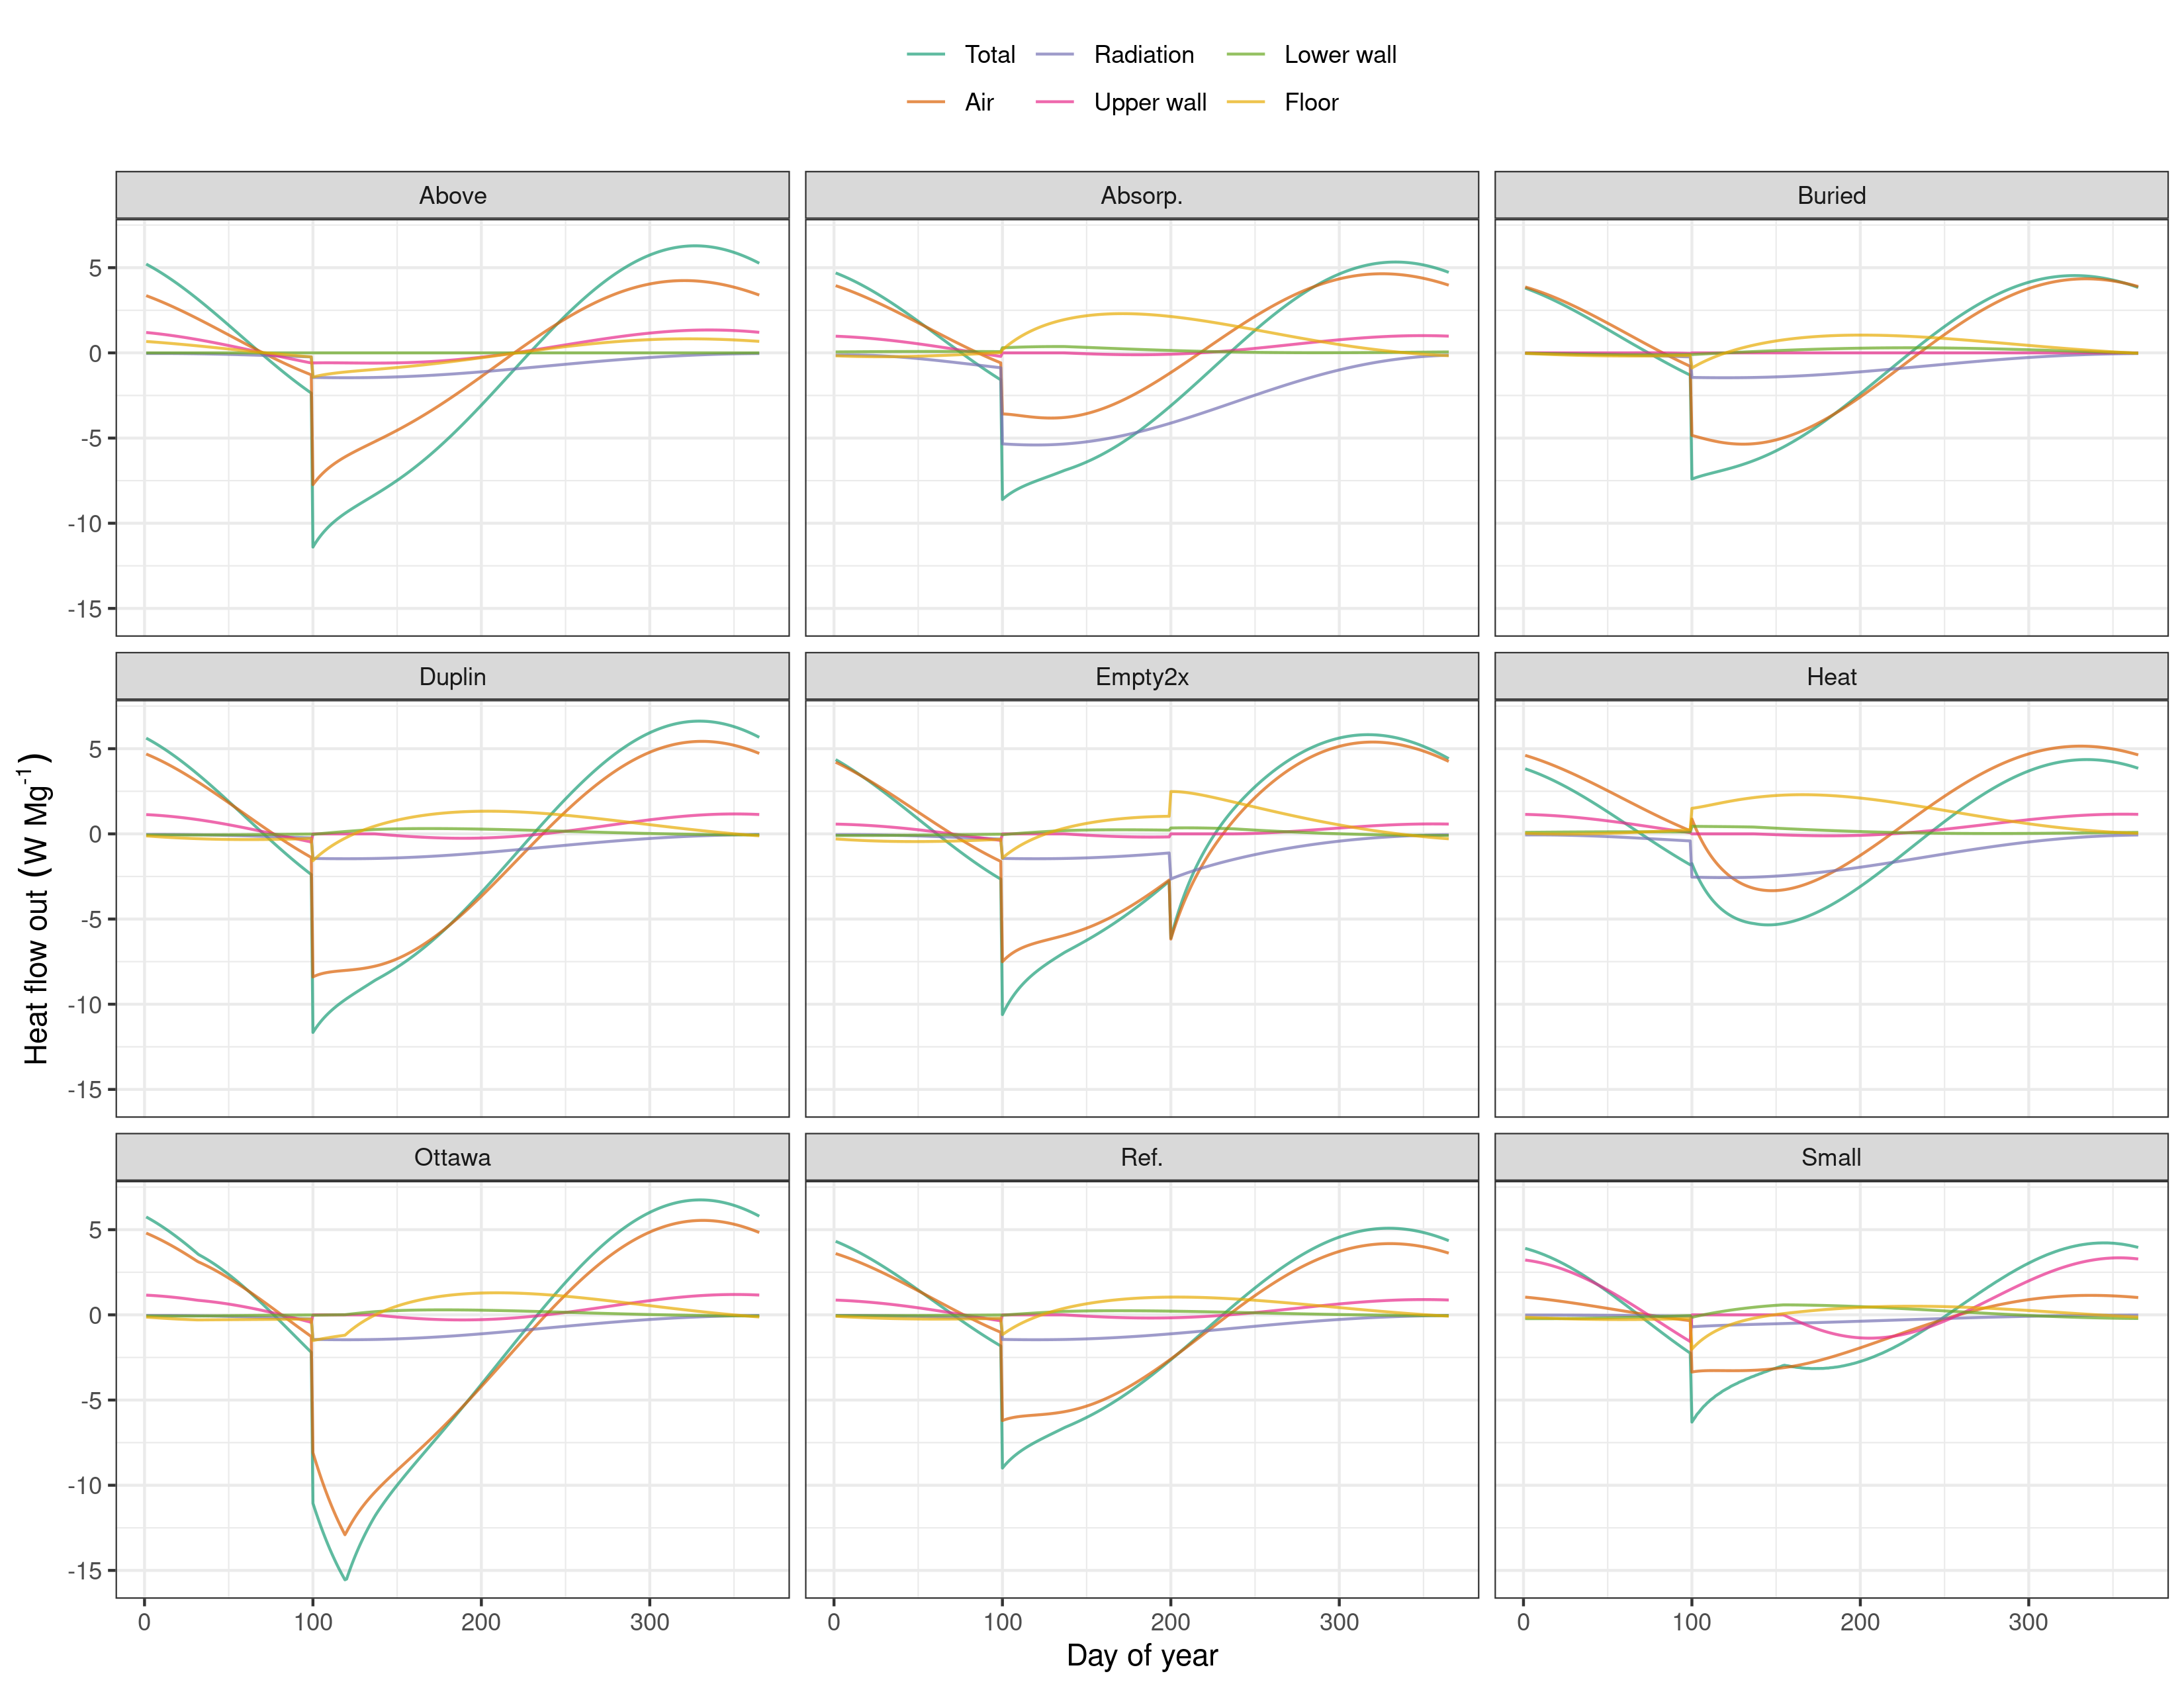 Total Radiation Lower wall
Air Upper wall Floor
Above Absorp. Buried
5
0
-5
-10
-15
Duplin Empty2x Heat
5
0
-5
-10
-15
Heat flow out (W Mg⁻¹)
Ottawa Ref. Small
5
0
-5
-10
-15
0 100 200 300 0 100 200 300 0 100 200 300
Day of year